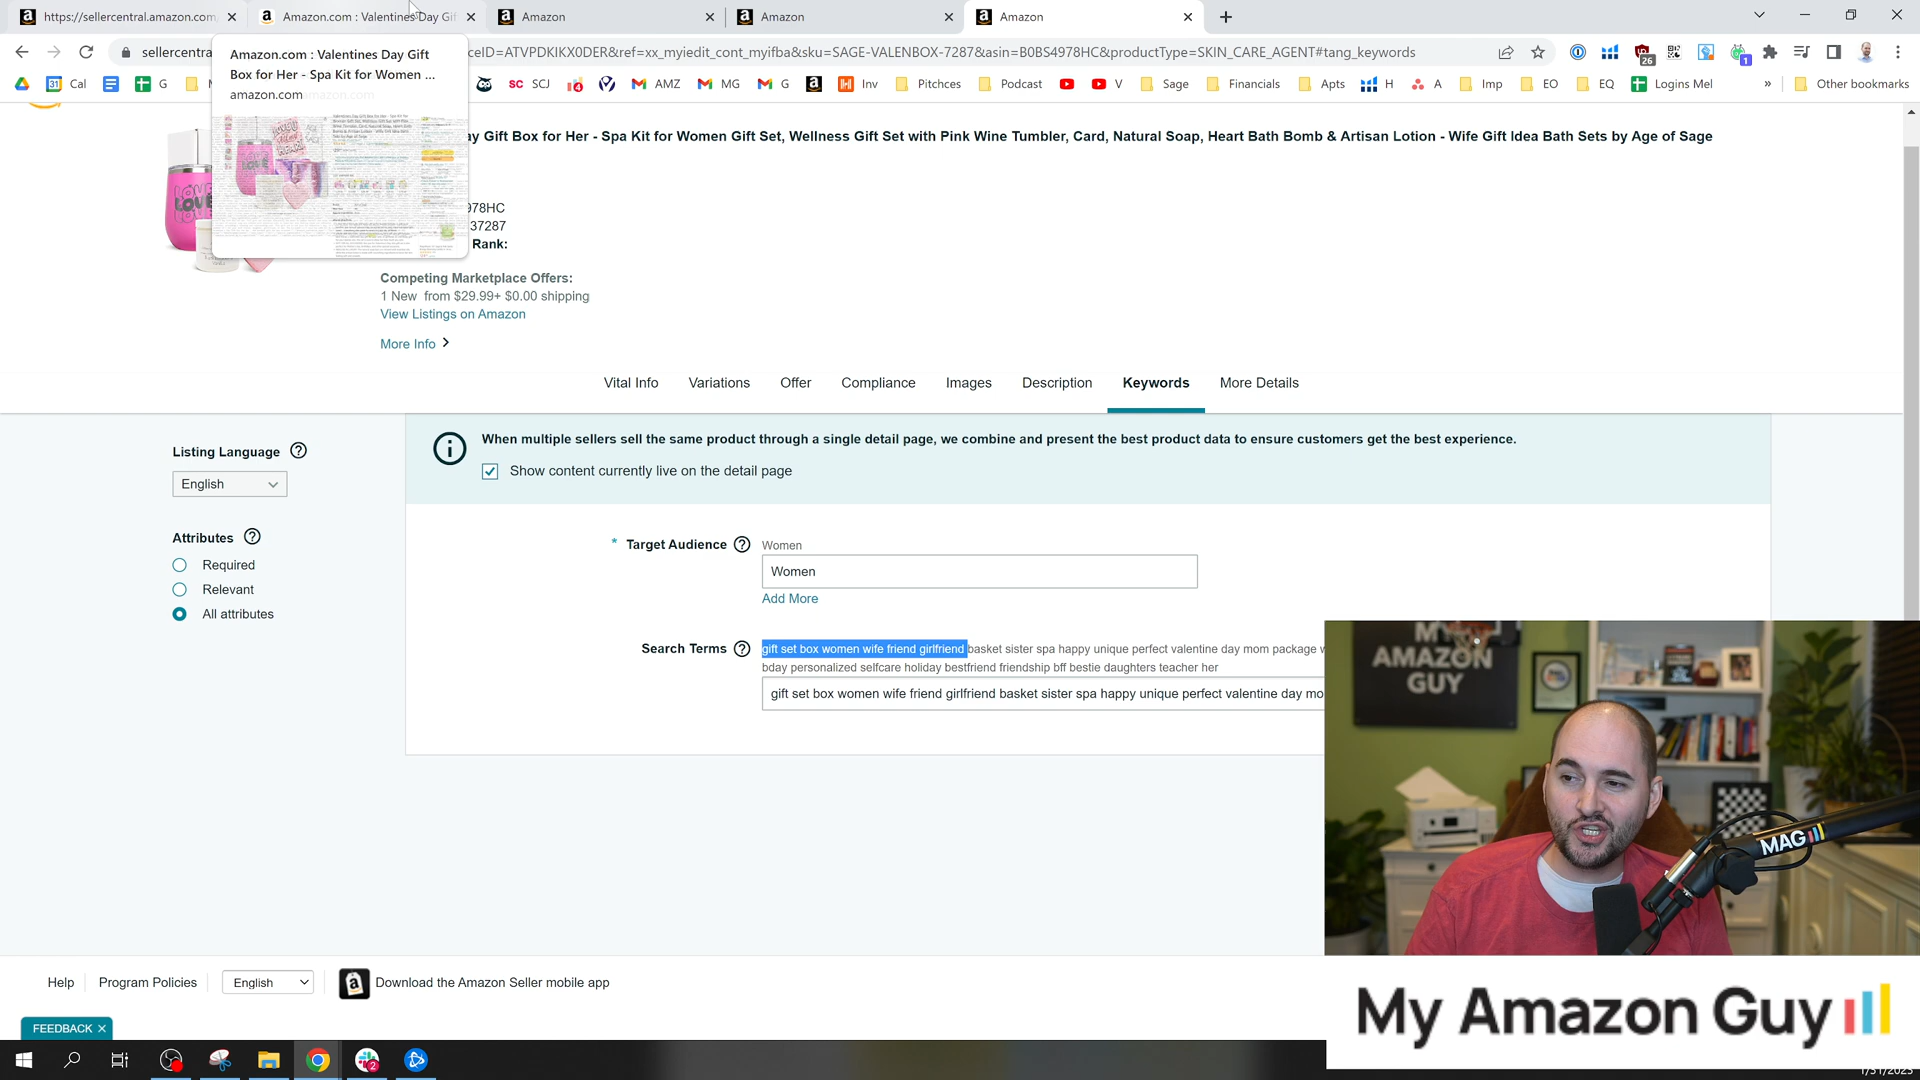 https://sellercentral.amazon.com
Amazon.com : Valentines Day Gif
Amazon
Amazon
Amazon
sellercentra
ceID=ATVPDKIKX0DER&ref=xx_myiedit_cont_myifba&sku=SAGE-VALENBOX-7287&asin=B0BS4978HC&productType=SKIN_CARE_AGENT#tang_keywords
26
1
Amazon.com : Valentines Day Gift
Box for Her - Spa Kit for Women ...
amazon.com
31
Cal
G
SC
SCJ
AMZ
MG
G
Inv
Pitchces
Podcast
V
Sage
Financials
Apts
H
A
Imp
EO
EQ
Logins Mel
»
Other bookmarks
ay Gift Box for Her - Spa Kit for Women Gift Set, Wellness Gift Set with Pink Wine Tumbler, Card, Natural Soap, Heart Bath Bomb & Artisan Lotion - Wife Gift Idea Bath Sets by Age of Sage
LOVE
978HC
37287
Rank:
Competing Marketplace Offers:
1 New from $29.99+ $0.00 shipping
View Listings on Amazon
More Info
Vital Info
Variations
Offer
Compliance
Images
Description
Keywords
More Details
Listing Language
English
Attributes
Required
Relevant
All attributes
When multiple sellers sell the same product through a single detail page, we combine and present the best product data to ensure customers get the best experience.
Show content currently live on the detail page
* Target Audience
Women
Women
Add More
Search Terms
gift set box women wife friend girlfriend basket sister spa happy unique perfect valentine day mom package
bday personalized selfcare holiday bestfriend friendship bff bestie daughters teacher her
gift set box women wife friend girlfriend basket sister spa happy unique perfect valentine day mo
MY
AMAZON
GUY
MAG
Help
Program Policies
English
Download the Amazon Seller mobile app
FEEDBACK ×
My Amazon Guy
2
1/31/2023